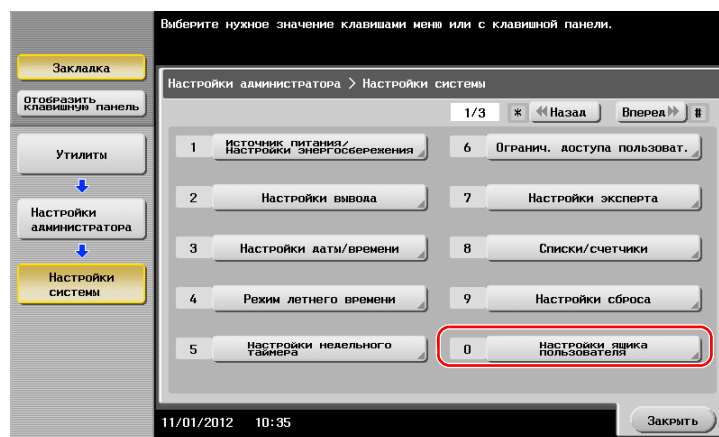 Выберите нужное значение клавишами меню или с клавишной панели.
Закладка
Отобразить
клавишную панель
Утилиты
Настройки
администратора
Настройки
системы
Настройки администратора > Настройки системы
1/3 * Назад Вперед #
1 Источник питания/
Настройки энергосбережения
6 Огранич. доступа пользоват.
2 Настройки вывода
7 Настройки эксперта
3 Настройки даты/времени
8 Списки/счетчики
4 Режим летнего времени
9 Настройки сброса
5 Настройки недельного
таймера
0 Настройки ящика
пользователя
11/01/2012 10:35
Закрыть